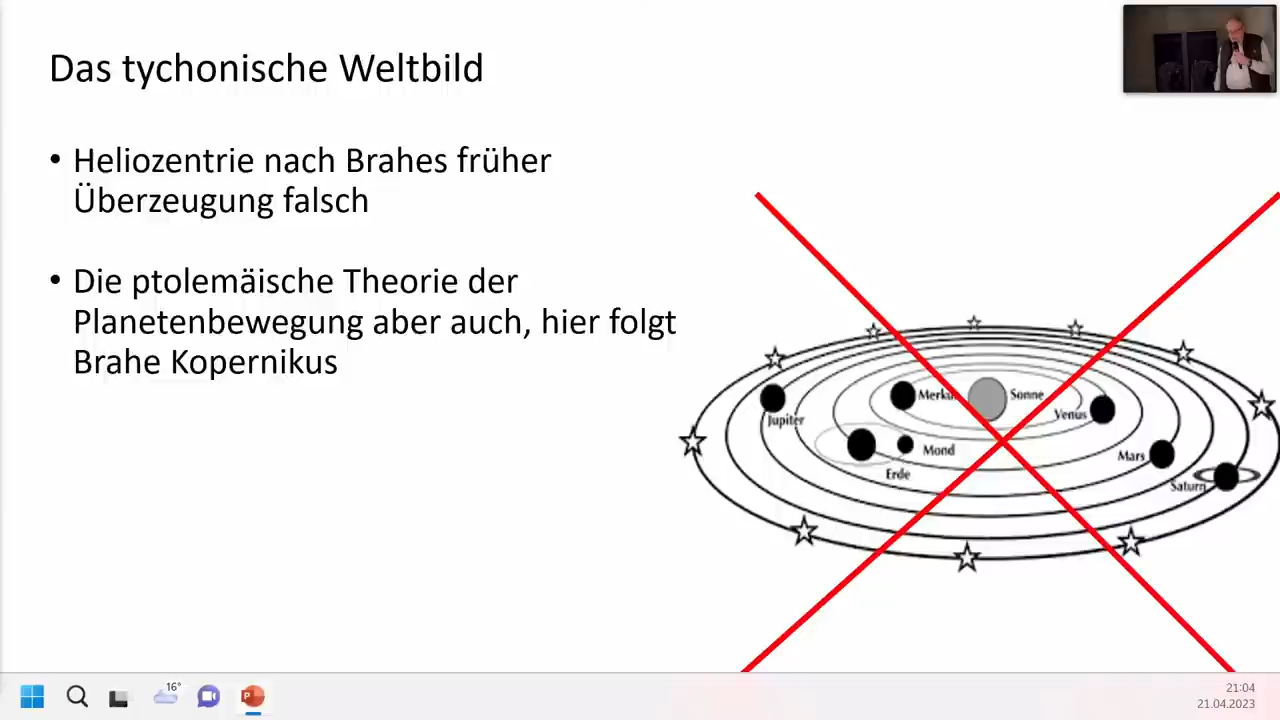 Das tychonische Weltbild
• Heliozentrie nach Brahes früher
Überzeugung falsch
• Die ptolemäische Theorie der
Planetenbewegung aber auch, hier folgt
Brahe Kopernikus
Merkur
Sonne
Venus
Jupiter
Mond
Erde
Mars
Saturn
16°
P
21:04
21.04.2023